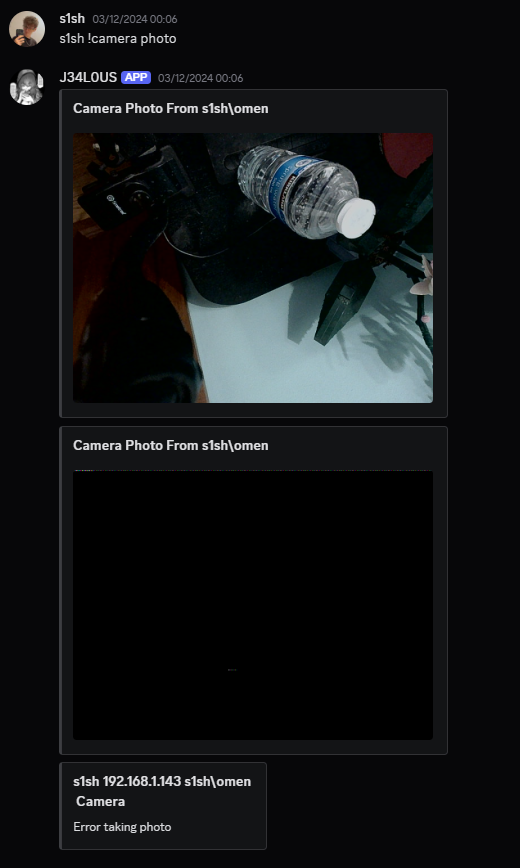 s1sh 03/12/2024 00:06
s1sh !camera photo
J34L0US APP 03/12/2024 00:06
Camera Photo From s1sh\omen
Camera Photo From s1sh\omen
s1sh 192.168.1.143 s1sh\omen
Camera
Error taking photo